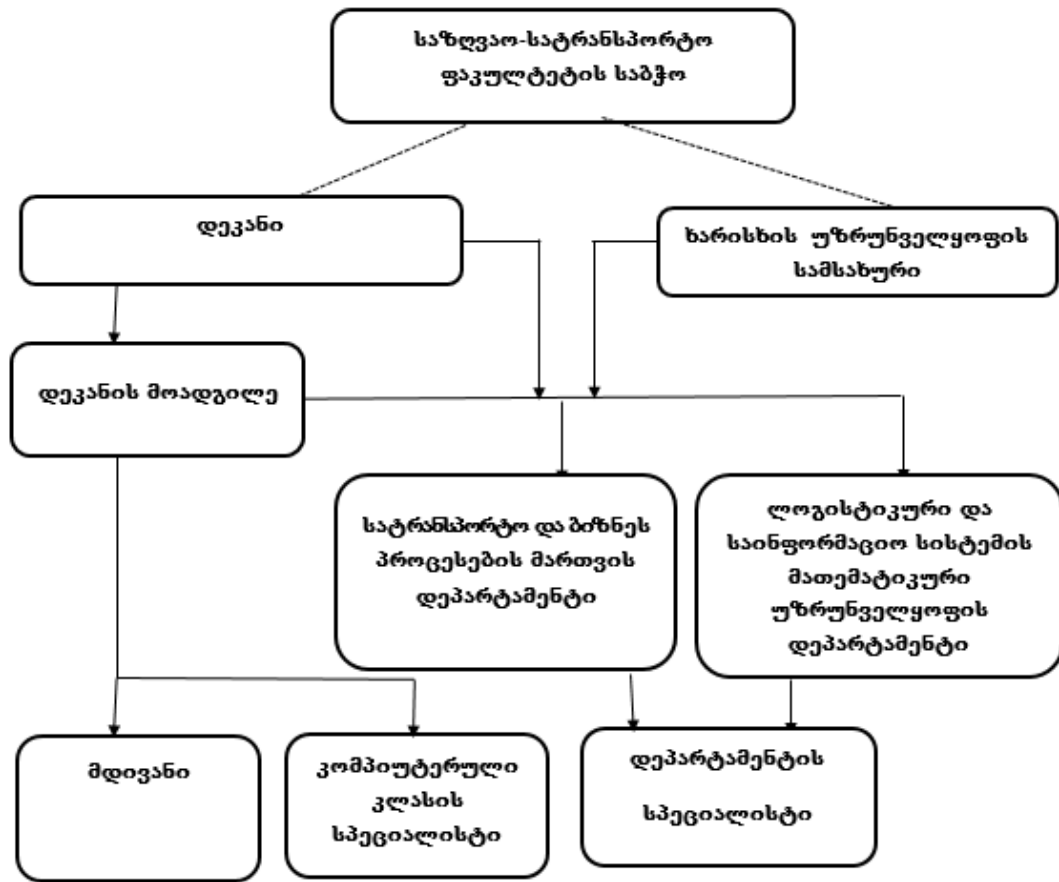 საზღვაო-სატრანსპორტო
ფაკულტეტის საბჭო
დეკანი
ხარისხის უზრუნველყოფის
სამსახური
დეკანის მოადგილე
სატრანსპორტო და ბიზნეს
პროცესების მართვის
დეპარტამენტი
ლოგისტიკური და
საინფორმაციო სისტემის
მათემატიკური
უზრუნველყოფის
დეპარტამენტი
მდივანი
კომპიუტერული
კლასის
სპეციალისტი
დეპარტამენტის
სპეციალისტი